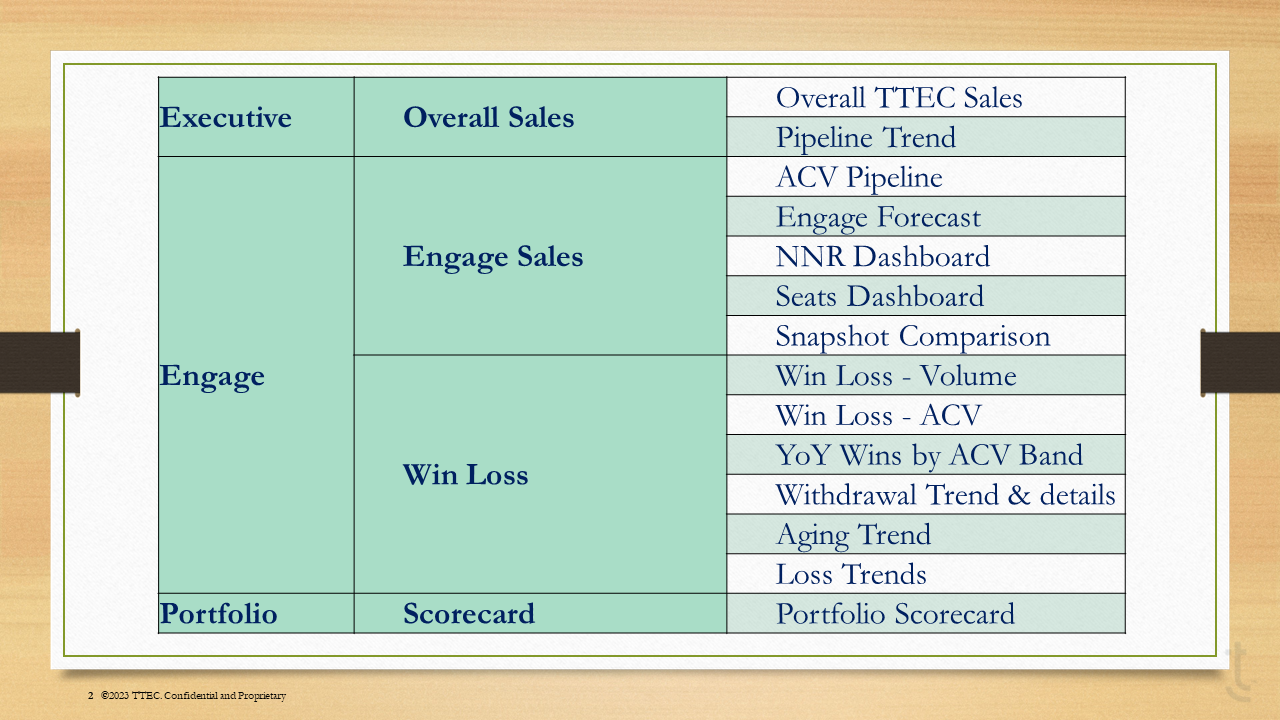 Executive
Overall Sales
Overall TTEC Sales
Pipeline Trend
Engage
Engage Sales
ACV Pipeline
Engage Forecast
NNR Dashboard
Seats Dashboard
Snapshot Comparison
Win Loss
Win Loss - Volume
Win Loss - ACV
YoY Wins by ACV Band
Withdrawal Trend & details
Aging Trend
Loss Trends
Portfolio
Scorecard
Portfolio Scorecard
2 ©2023 TTEC. Confidential and Proprietary
t